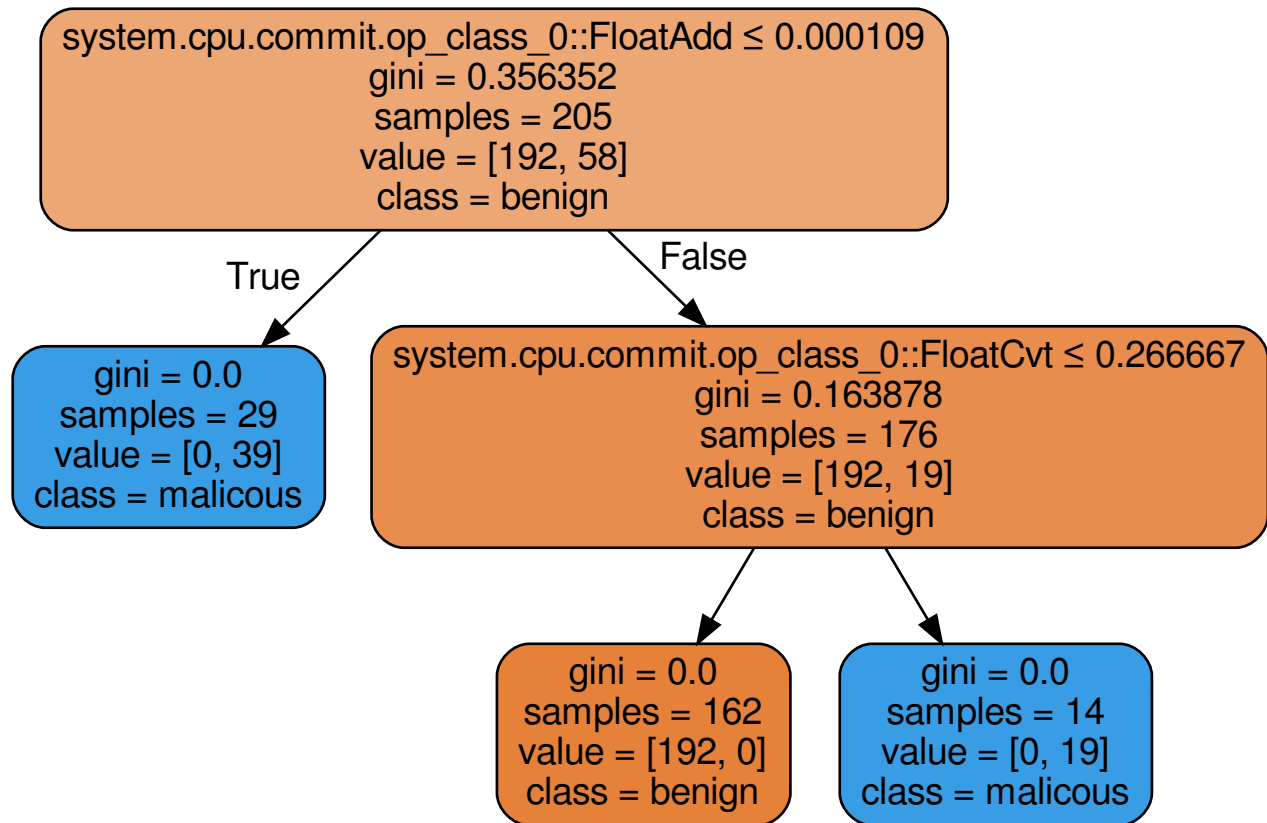 system.cpu.commit.op_class_0::FloatAdd ≤ 0.000109
gini = 0.356352
samples = 205
value = [192, 58]
class = benign
True
False
gini = 0.0
samples = 29
value = [0, 39]
class = malicous
system.cpu.commit.op_class_0::FloatCvt ≤ 0.266667
gini = 0.163878
samples = 176
value = [192, 19]
class = benign
gini = 0.0
samples = 162
value = [192, 0]
class = benign
gini = 0.0
samples = 14
value = [0, 19]
class = malicous